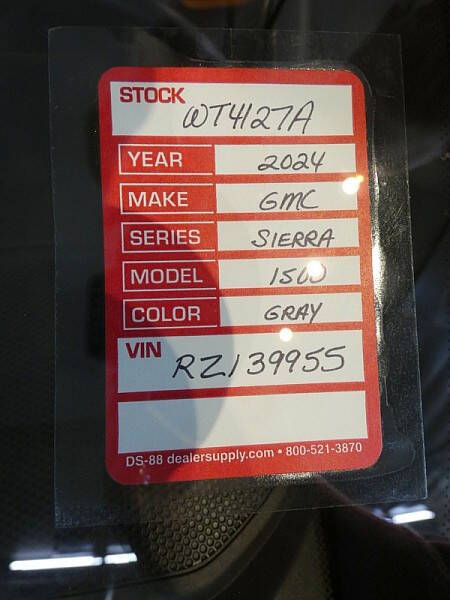 STOCK
WT4127A
YEAR 2024
MAKE GMC
SERIES SIERRA
MODEL 1500
COLOR GRAY
VIN
RZ139955
DS-88 dealersupply.com • 800-521-3870